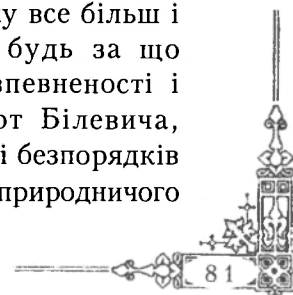 у все більш і
будь за що
впевненості і
от Білевича,
і безпорядків
природничого
81